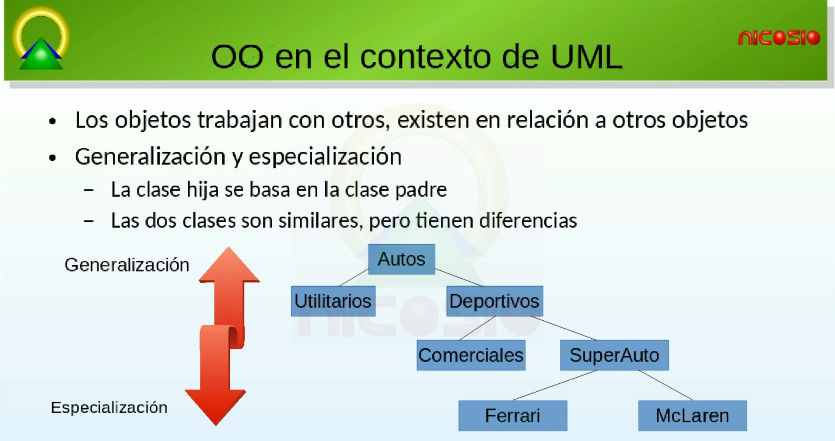 OO en el contexto de UML
NICOSIO
• Los objetos trabajan con otros, existen en relación a otros objetos
• Generalización y especialización
– La clase hija se basa en la clase padre
– Las dos clases son similares, pero tienen diferencias
Generalización
Autos
Utilitarios Deportivos
Comerciales SuperAuto
Especialización
Ferrari McLaren
NICOSIO